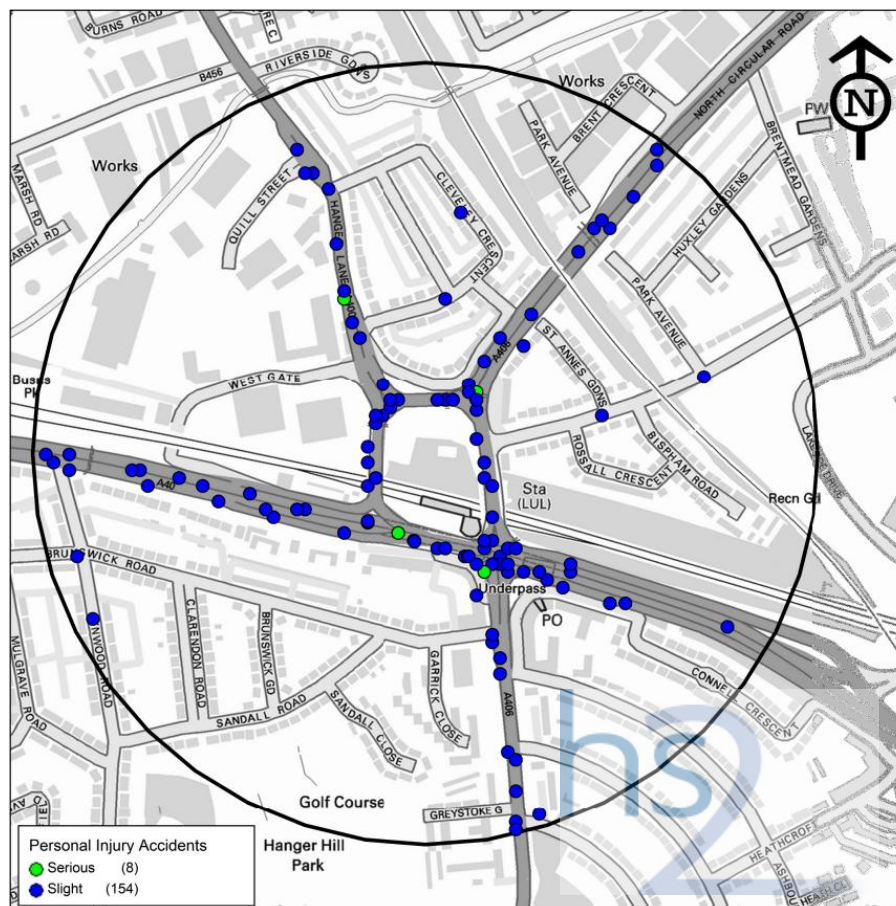 BURNS ROAD
B456
RIVERSIDE GDNS
Works
NORTH CIRCULAR ROAD
N
PW
BRENT CRESCENT
PARK AVENUE
BRENTMEAD GARDENS
Works
MARSH RD
QUILL STREET
CLEVELEY CRESCENT
HUXLEY GARDENS
HANGER LANE
PARK AVENUE
A406
ST ANNES GDNS
WEST GATE
ROSSALL CRESCENT
BISPHAM ROAD
Sta
(LUL)
Recn Gd
A40
BRUNSWICK ROAD
Underpass
PO
CLARENDON ROAD
BRUNSWICK GD
MULGRAVE ROAD
GARRICK CLOSE
SANDALL ROAD
SANDALL CLOSE
A406
CONNELL CRESCENT
hs2
Golf Course
GREYSTOKE G
Hanger Hill
Park
HEATHCROFT
Personal Injury Accidents
Serious (8)
Slight (154)